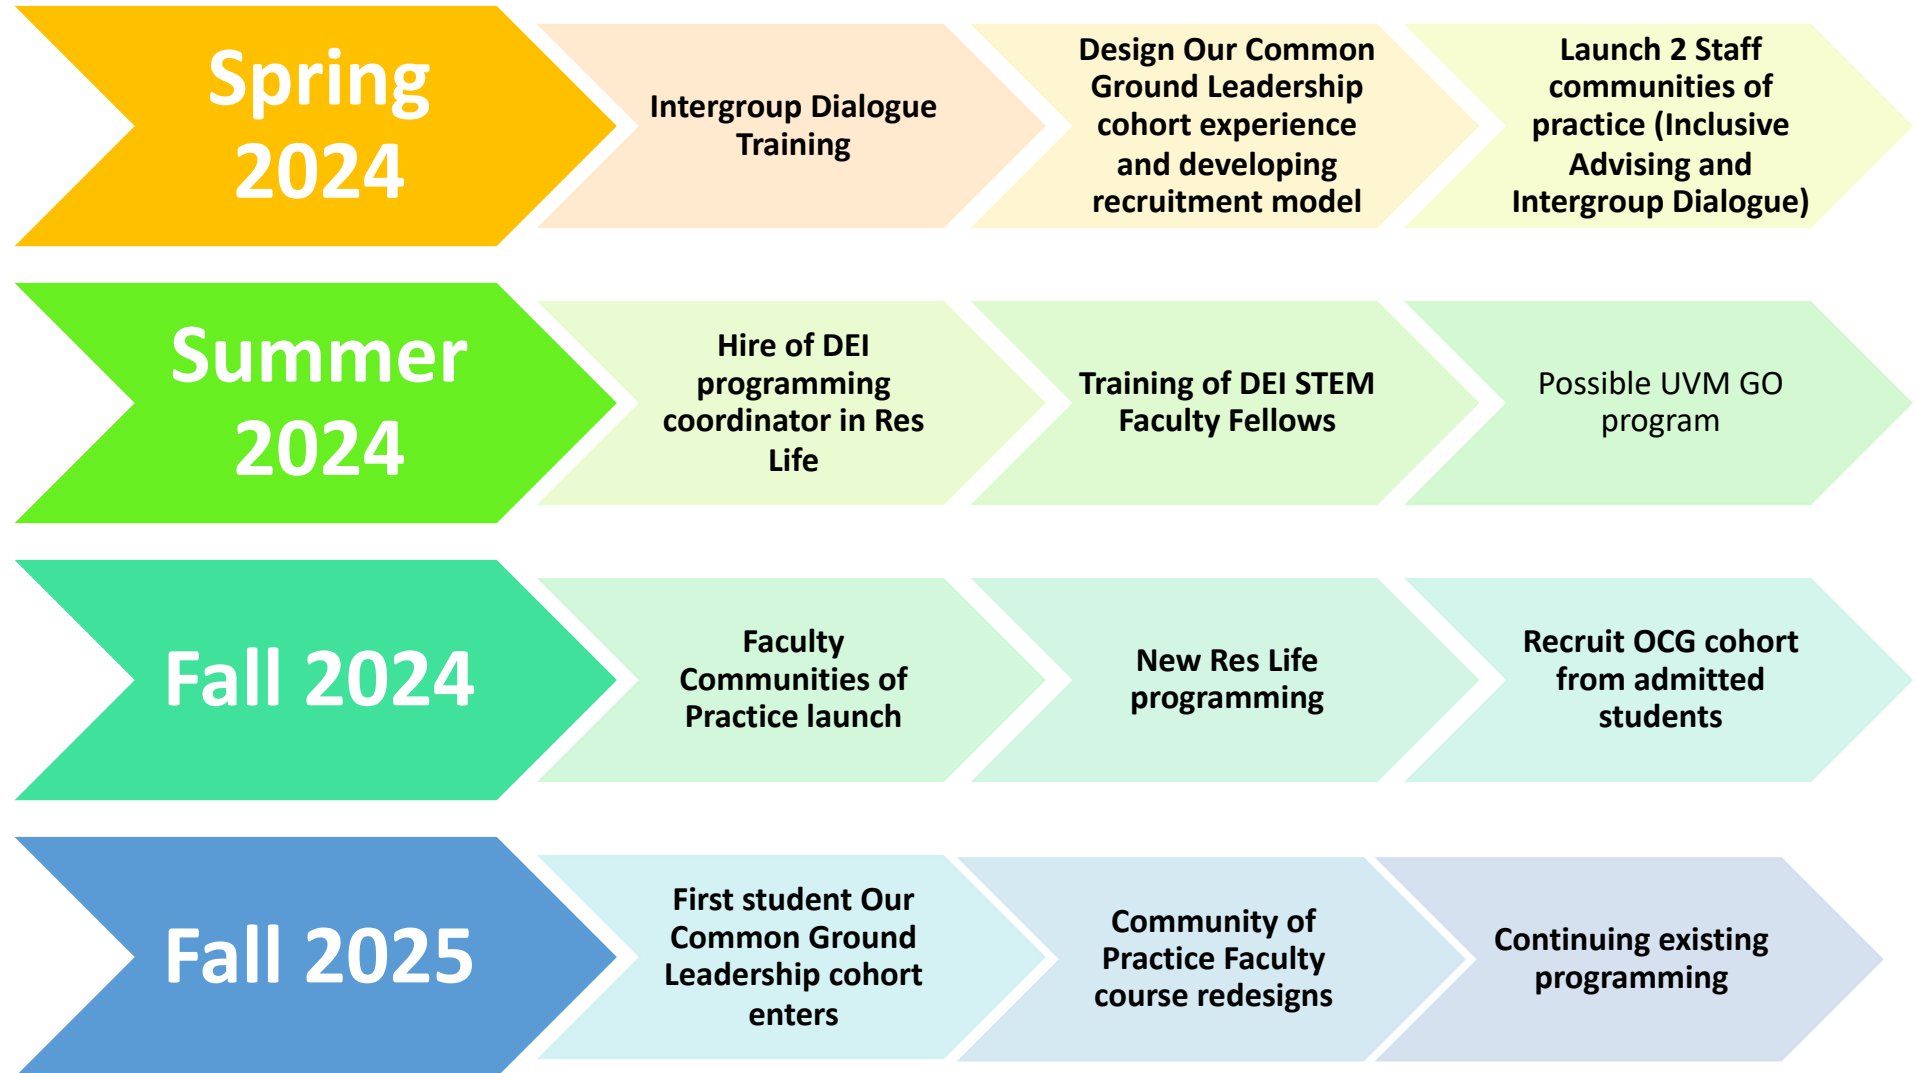 Spring
2024
Intergroup Dialogue
Training
Design Our Common
Ground Leadership
cohort experience
and developing
recruitment model
Launch 2 Staff
communities of
practice (Inclusive
Advising and
Intergroup Dialogue)
Summer
2024
Hire of DEI
programming
coordinator in Res
Life
Training of DEI STEM
Faculty Fellows
Possible UVM GO
program
Fall 2024
Faculty
Communities of
Practice launch
New Res Life
programming
Recruit OCG cohort
from admitted
students
Fall 2025
First student Our
Common Ground
Leadership cohort
enters
Community of
Practice Faculty
course redesigns
Continuing existing
programming